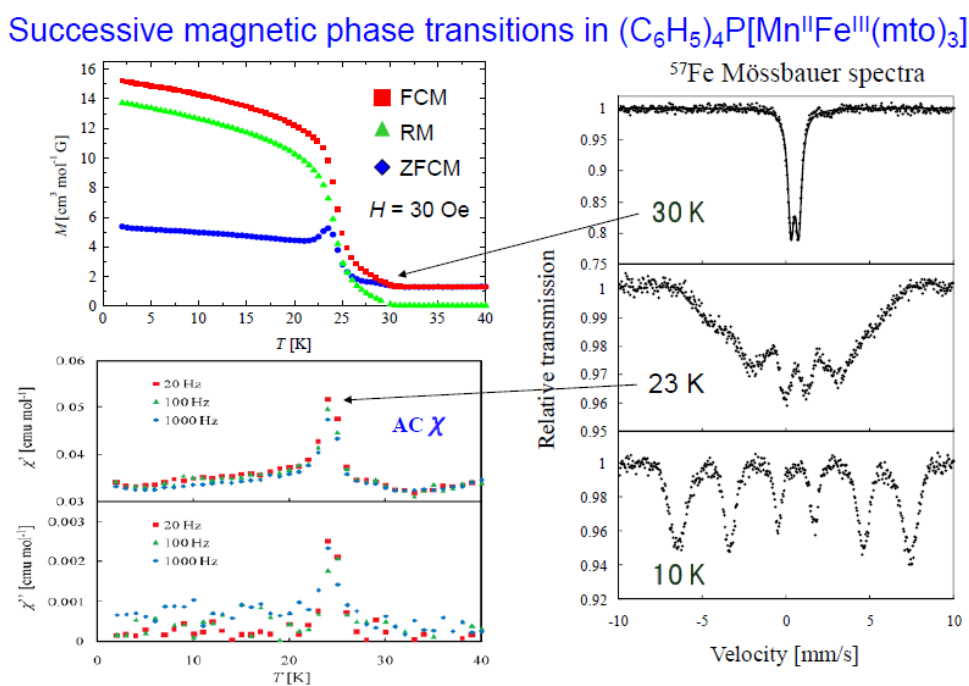 Successive magnetic phase transitions in (C₆H₅)₄P[MnᴵᴵFeᴵᴵᴵ(mto)₃]
16
14
12
10
8
6
4
2
0
M [cm³ mol⁻¹ G]
FCM
RM
ZFCM
H = 30 Oe
0 5 10 15 20 25 30 35 40
T [K]
0.06
0.05
0.04
0.03
χ' [emu mol⁻¹]
20 Hz
100 Hz
1000 Hz
AC χ
0.003
0.002
0.001
0
χ'' [emu mol⁻¹]
20 Hz
100 Hz
1000 Hz
0 10 20 30 40
T [K]
⁵⁷Fe Mössbauer spectra
1
0.95
0.9
0.85
0.8
0.75
30 K
Relative transmission
1
0.99
0.98
0.97
0.96
0.95
23 K
1
0.98
0.96
0.94
0.92
10 K
-10 -5 0 5 10
Velocity [mm/s]